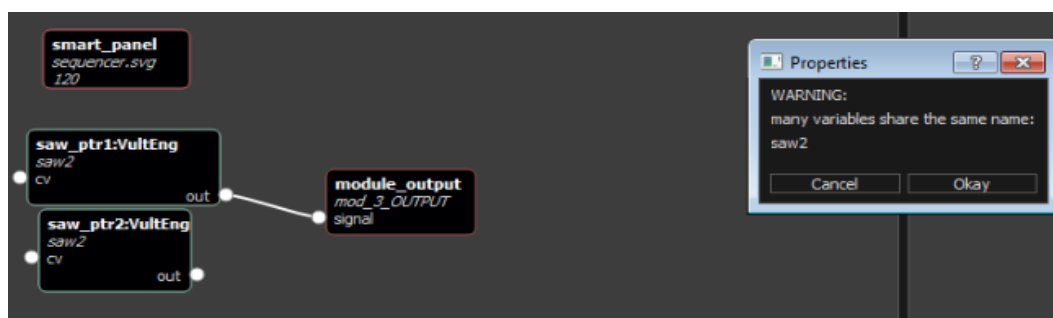 smart_panel
sequencer.svg
120
saw_ptr1:VultEng
saw2
cv
out
saw_ptr2:VultEng
saw2
cv
out
module_output
mod_3_OUTPUT
signal
Properties
?
WARNING:
many variables share the same name:
saw2
Cancel
Okay